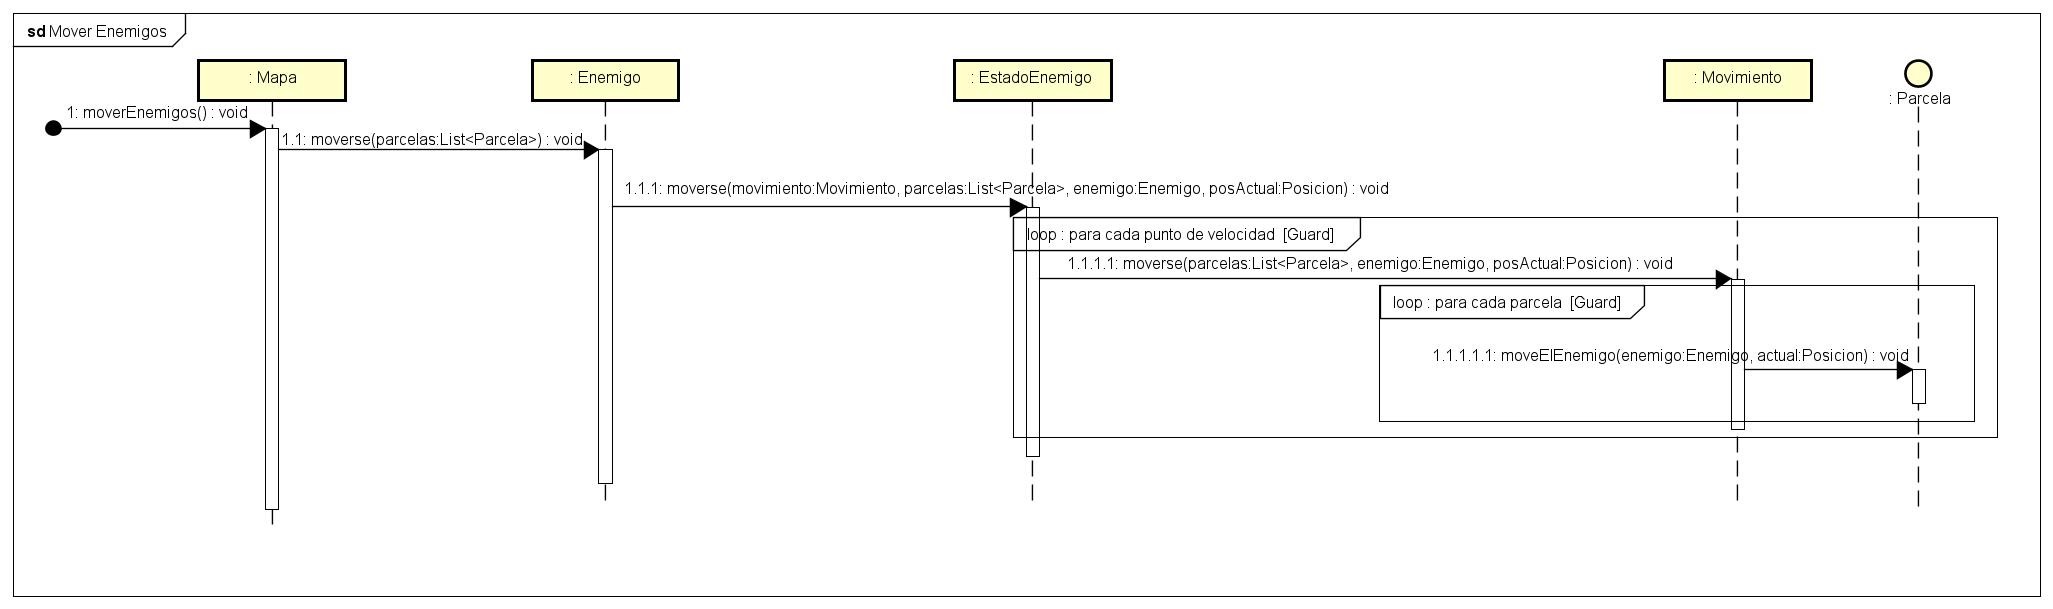 sd Mover Enemigos
: Mapa
: Enemigo
: EstadoEnemigo
: Movimiento
: Parcela
1: moverEnemigos() : void
1.1: moverse(parcelas:List<Parcela>) : void
1.1.1: moverse(movimiento:Movimiento, parcelas:List<Parcela>, enemigo:Enemigo, posActual:Posicion) : void
loop : para cada punto de velocidad [Guard]
1.1.1.1: moverse(parcelas:List<Parcela>, enemigo:Enemigo, posActual:Posicion) : void
loop : para cada parcela [Guard]
1.1.1.1.1: moveElEnemigo(enemigo:Enemigo, actual:Posicion) : void